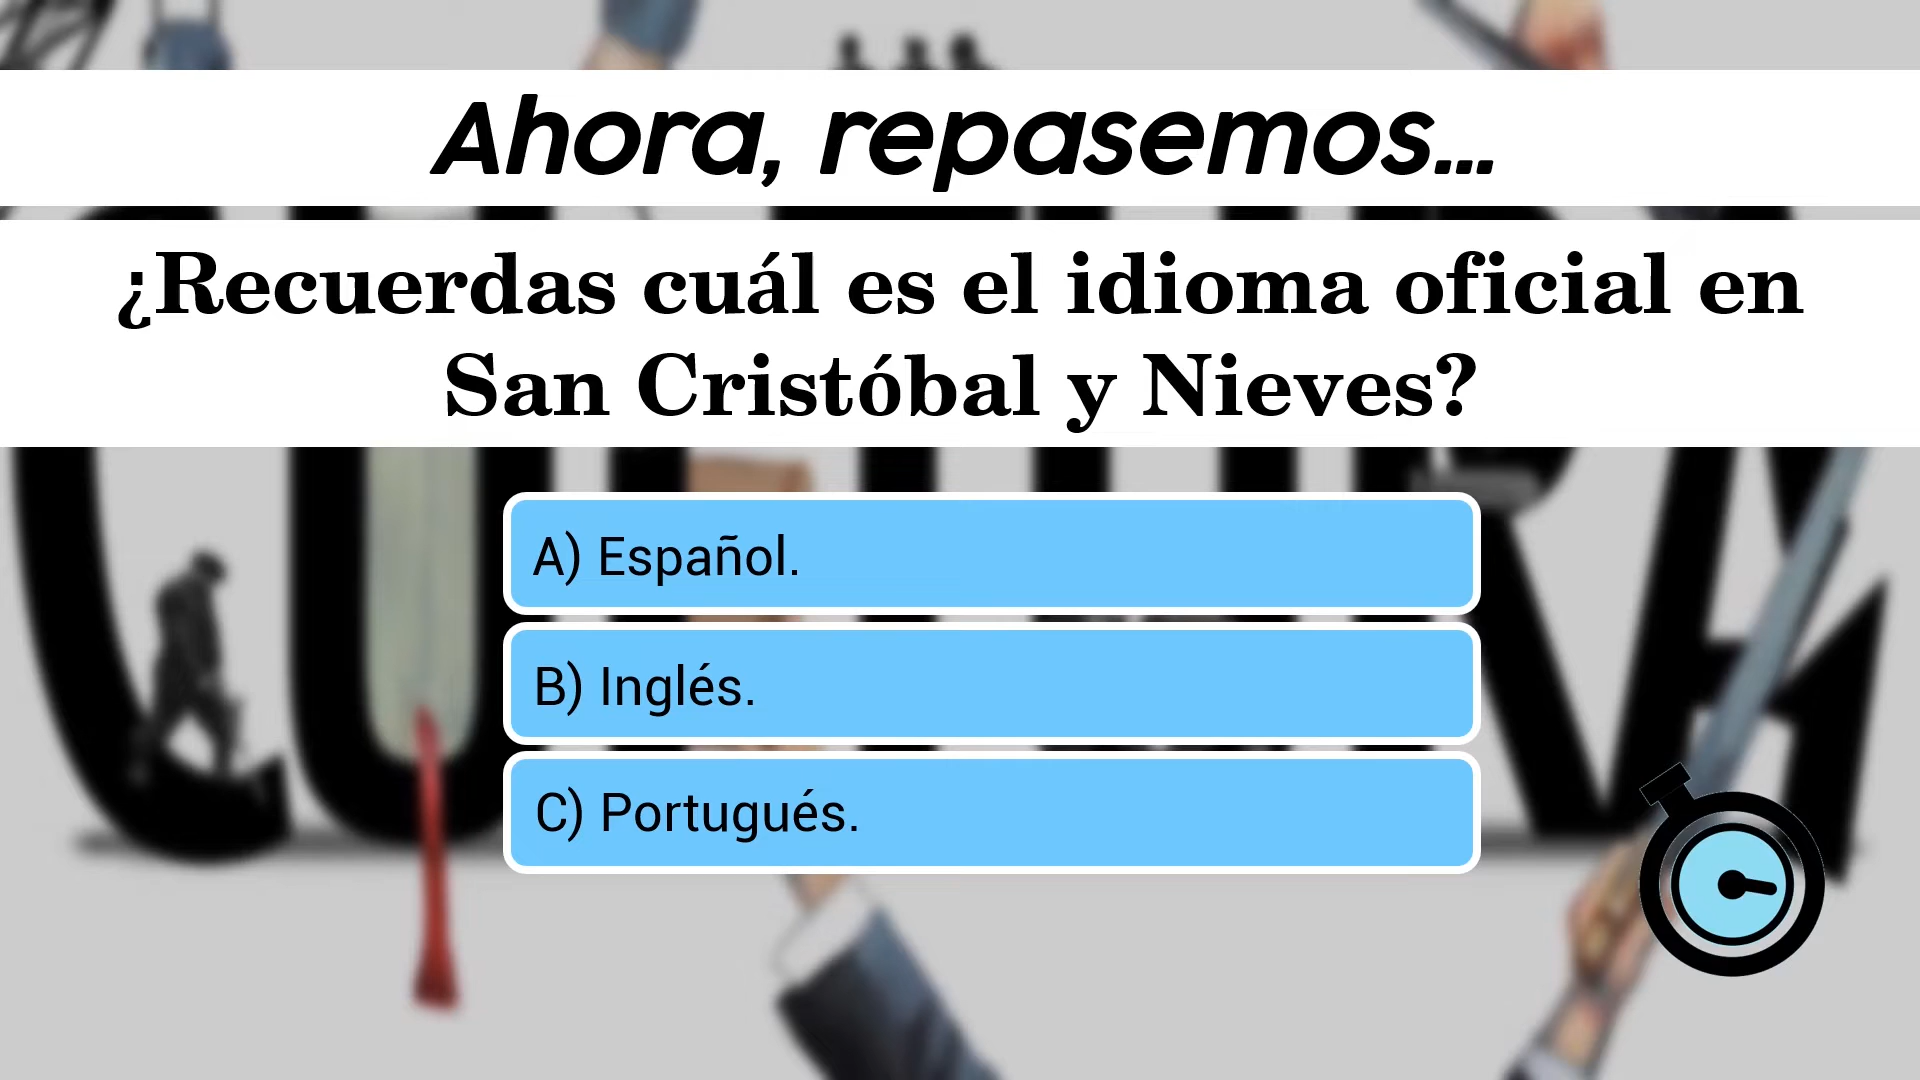 Ahora, repasemos...
¿Recuerdas cuál es el idioma oficial en
San Cristóbal y Nieves?
A) Español.
B) Inglés.
C) Portugués.